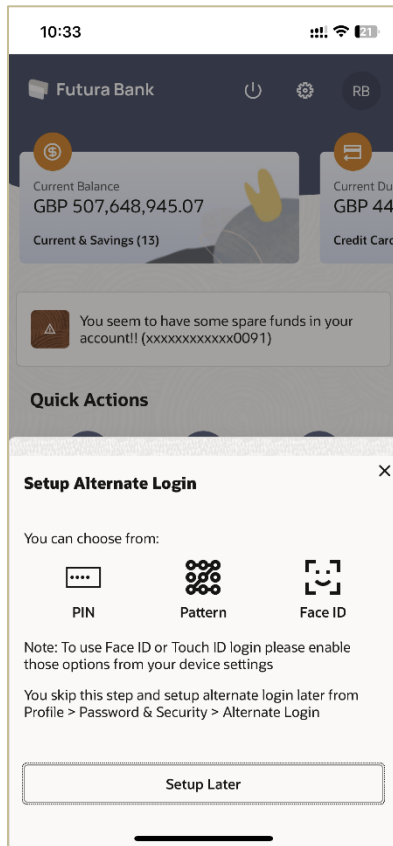 10:33
21
Futura Bank
RB
Current Balance
GBP 507,648,945.07
Current & Savings (13)
Current Du
GBP 44
Credit Card
You seem to have some spare funds in your
account!! (xxxxxxxxxxxx0091)
Quick Actions
Setup Alternate Login
You can choose from:
PIN
Pattern
Face ID
Note: To use Face ID or Touch ID login please enable
those options from your device settings
You skip this step and setup alternate login later from
Profile > Password & Security > Alternate Login
Setup Later